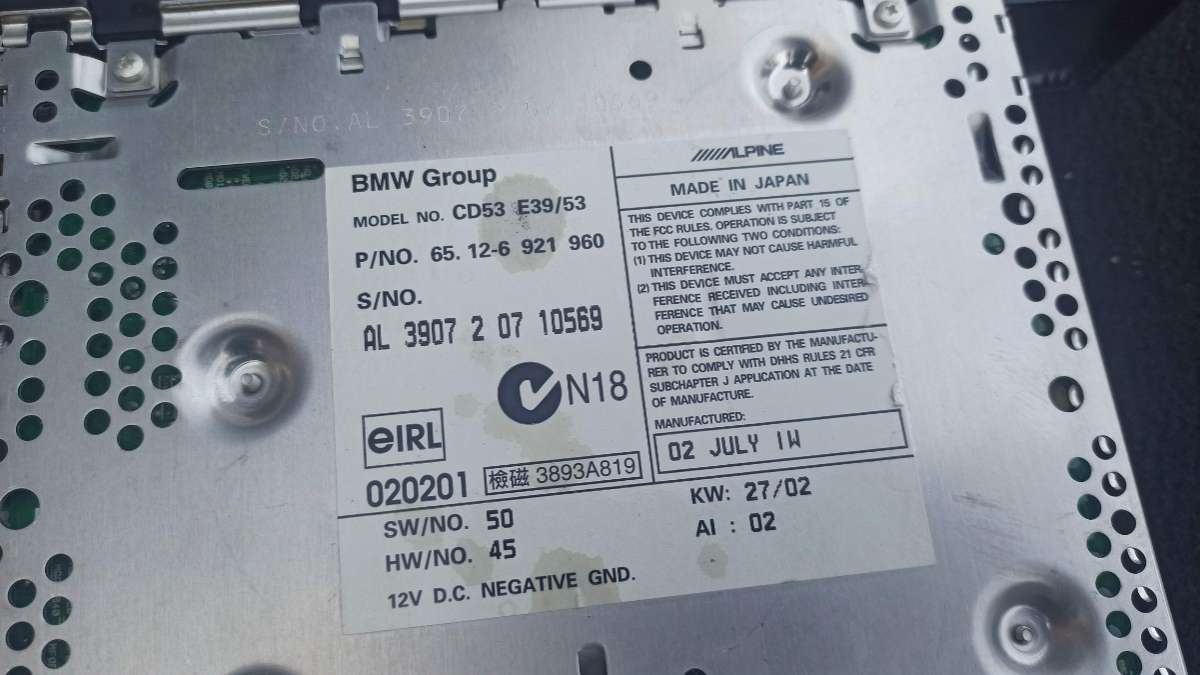 S/NO. AL 3907 10569
BMW Group
MODEL NO. CD53 E39/53
P/NO. 65. 12-6 921 960
S/NO.
AL 3907 2 07 10569
N18
eIRL
020201
檢磁 3893A819
SW/NO. 50
HW/NO. 45
12V D.C. NEGATIVE GND.
ALPINE
MADE IN JAPAN
THIS DEVICE COMPLIES WITH PART 15 OF
THE FCC RULES. OPERATION IS SUBJECT
TO THE FOLLOWING TWO CONDITIONS:
(1) THIS DEVICE MAY NOT CAUSE HARMFUL
INTERFERENCE.
(2) THIS DEVICE MUST ACCEPT ANY INTER-
FERENCE RECEIVED INCLUDING INTER-
FERENCE THAT MAY CAUSE UNDESIRED
OPERATION.
PRODUCT IS CERTIFIED BY THE MANUFACTU-
RER TO COMPLY WITH DHHS RULES 21 CFR
SUBCHAPTER J APPLICATION AT THE DATE
OF MANUFACTURE.
MANUFACTURED:
02 JULY 1W
KW: 27/02
AI : 02